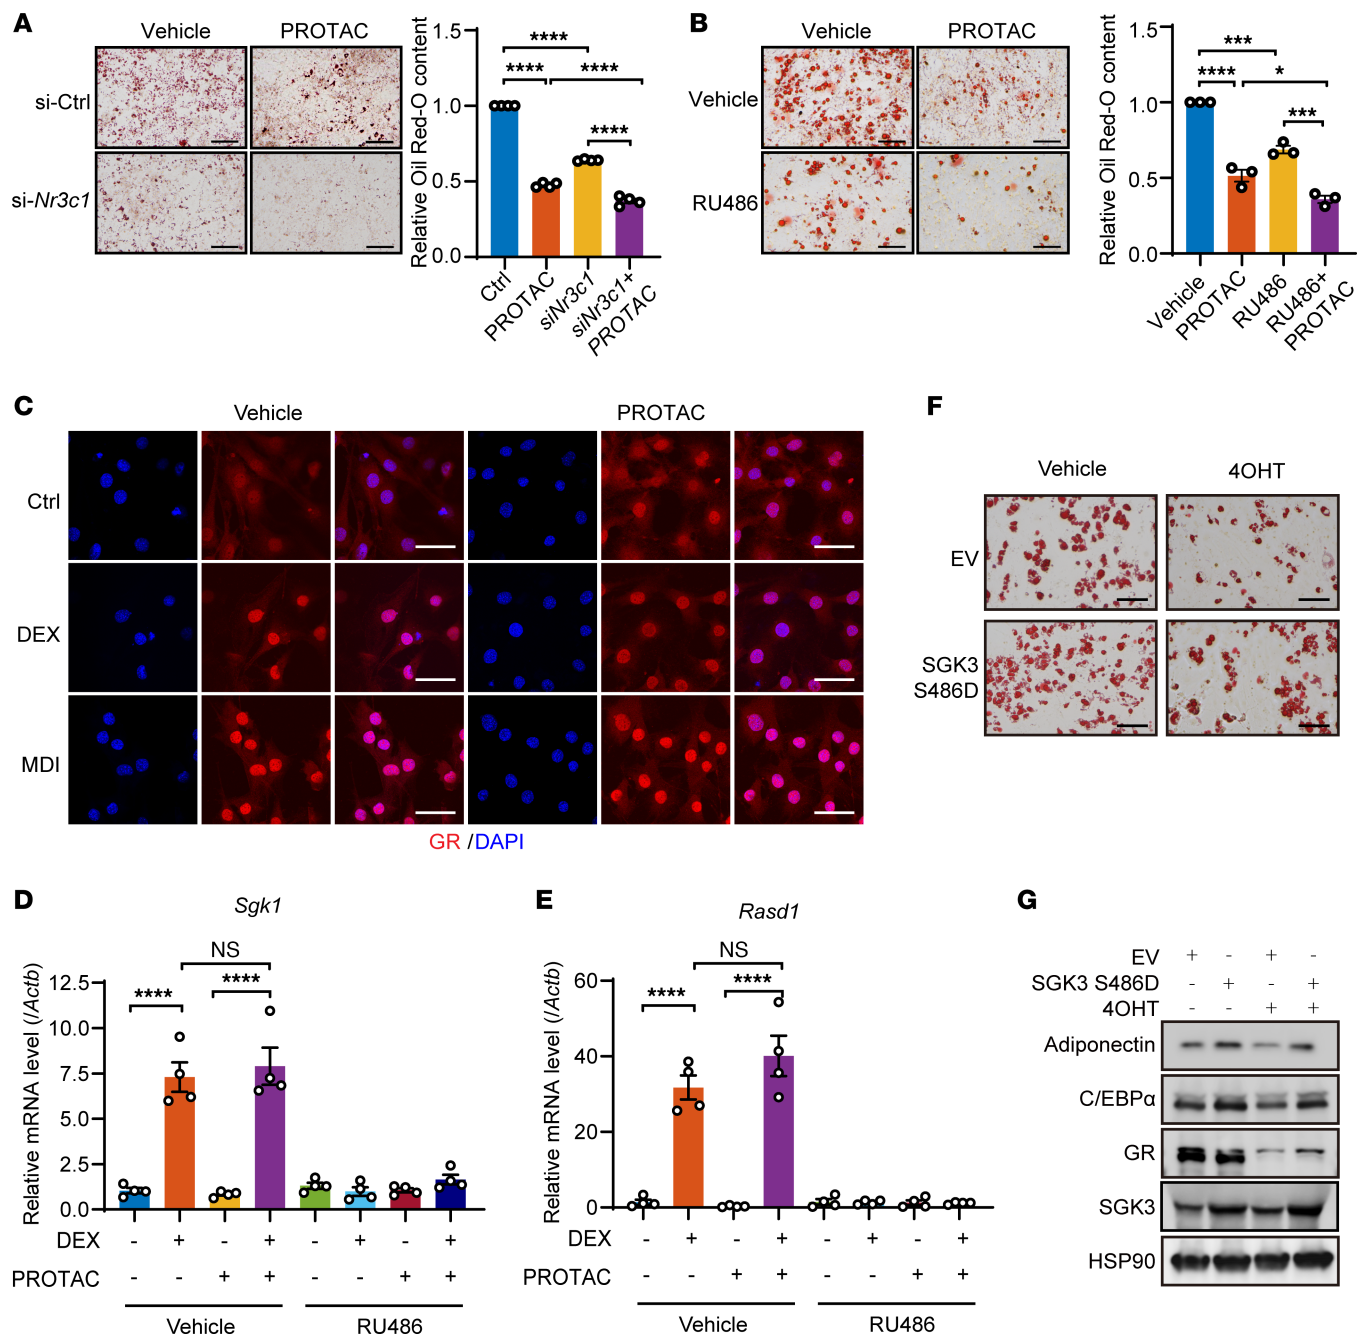 A
Vehicle
PROTAC
si-Ctrl
si-Nr3c1
Relative Oil Red-O content
1.5
1.0
0.5
0.0
****
**** ****
****
Ctrl
PROTAC
siNr3c1
siNr3c1+
PROTAC
B
Vehicle
PROTAC
Vehicle
RU486
Relative Oil Red-O content
1.5
1.0
0.5
0.0
***
**** *
***
Vehicle
PROTAC
RU486
RU486+
PROTAC
C
Vehicle
PROTAC
Ctrl
DEX
MDI
GR /DAPI
F
Vehicle
4OHT
EV
SGK3
S486D
D
Sgk1
Relative mRNA level (/Actb)
12.5
10.0
7.5
5.0
2.5
0.0
NS
**** ****
DEX - + - + - + - +
PROTAC - - + + - - + +
Vehicle
RU486
E
Rasd1
Relative mRNA level (/Actb)
60
40
20
0
NS
**** ****
DEX - + - + - + - +
PROTAC - - + + - - + +
Vehicle
RU486
G
EV + - + -
SGK3 S486D - + - +
4OHT - - + +
Adiponectin
C/EBPα
GR
SGK3
HSP90